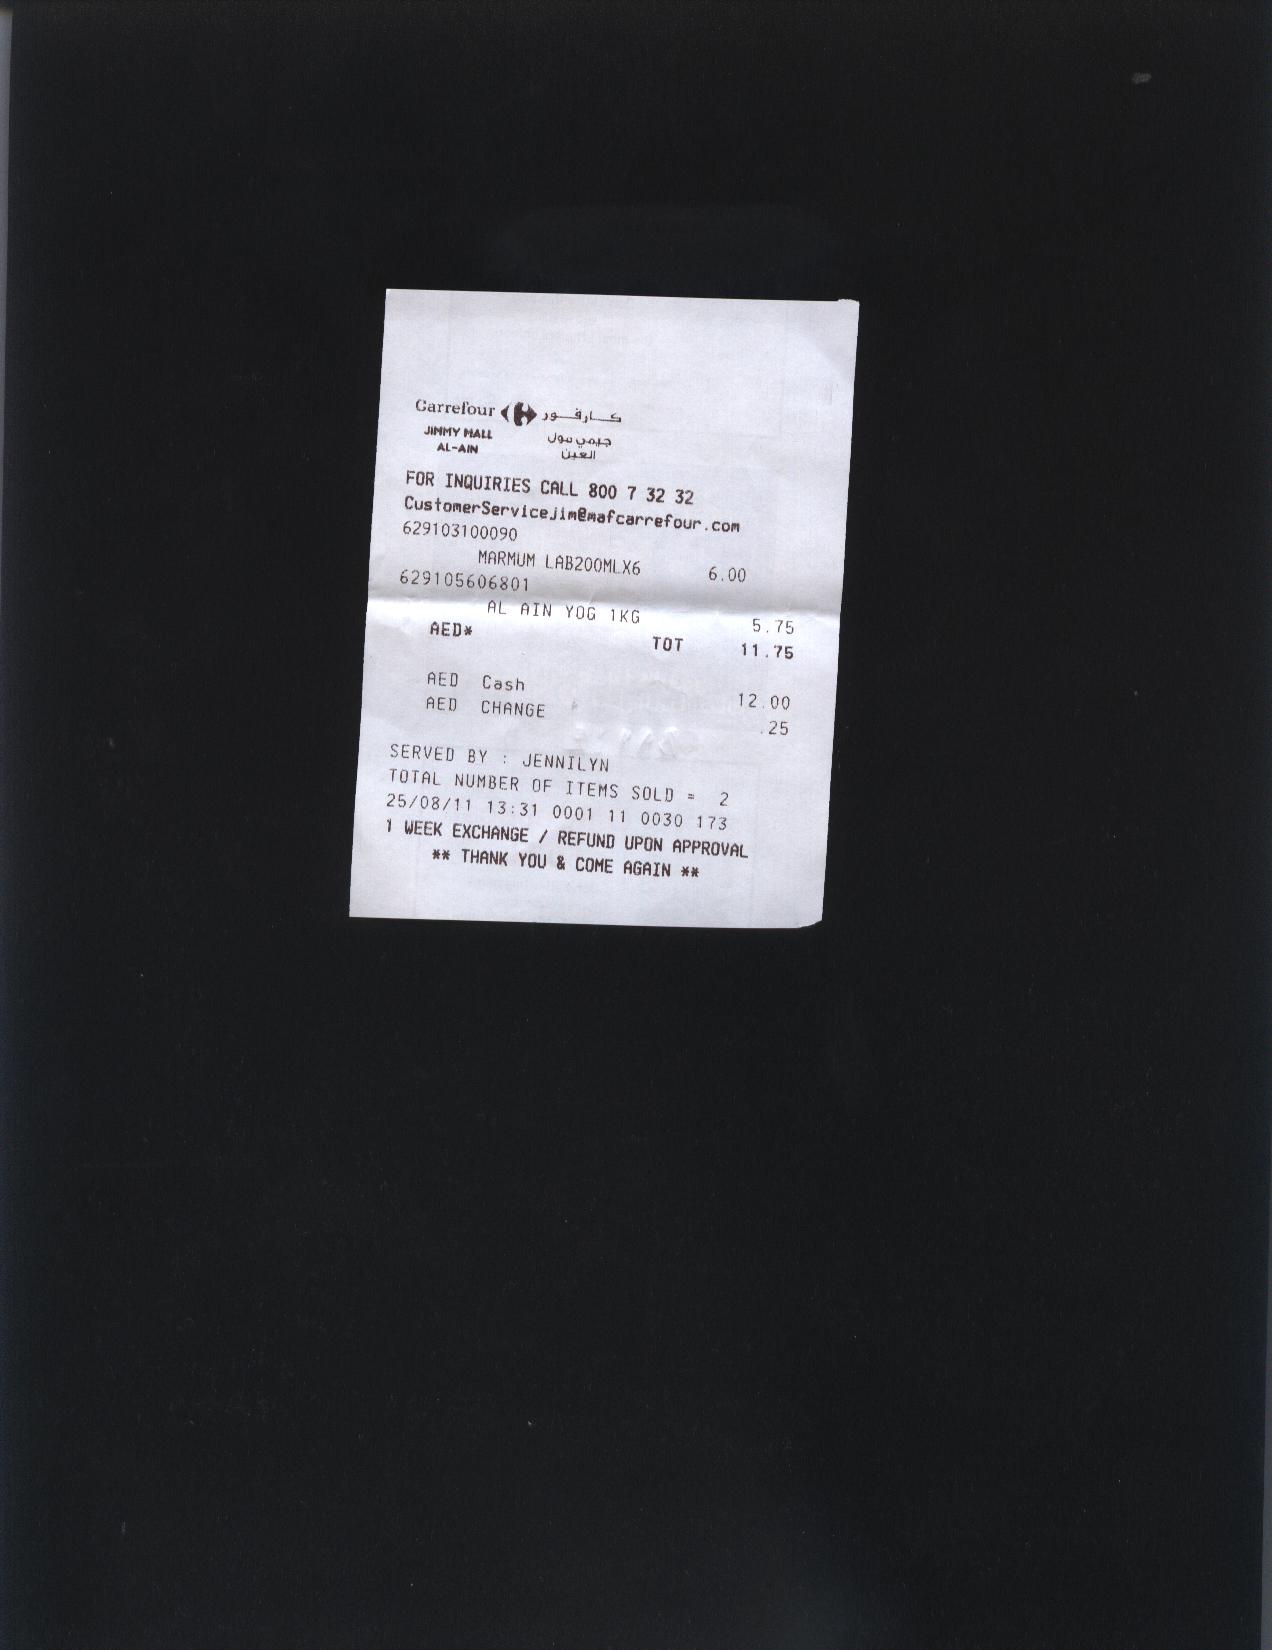 Carrefour كارفور
JIMMY MALL جيمي مول
AL-AIN العين
FOR INQUIRIES CALL 800 7 32 32
CustomerServicejim@mafcarrefour.com
629103100090
MARMUM LAB200MLX6 6.00
629105606801
AL AIN YOG 1KG 5.75
AED* TOT 11.75
AED Cash 12.00
AED CHANGE .25
SERVED BY : JENNILYN
TOTAL NUMBER OF ITEMS SOLD = 2
25/08/11 13:31 0001 11 0030 173
1 WEEK EXCHANGE / REFUND UPON APPROVAL
** THANK YOU & COME AGAIN **